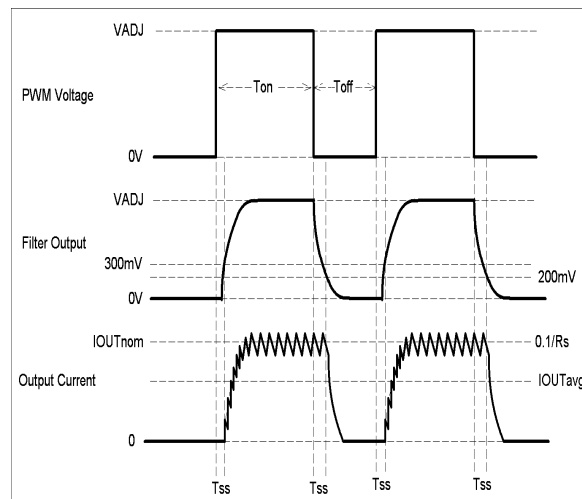 VADJ
Ton
Toff
PWM Voltage
0V
VADJ
Filter Output
300mV
200mV
0V
IOUTnom
0.1/Rs
Output Current
IOUTavg
0
Tss
Tss
Tss
Tss